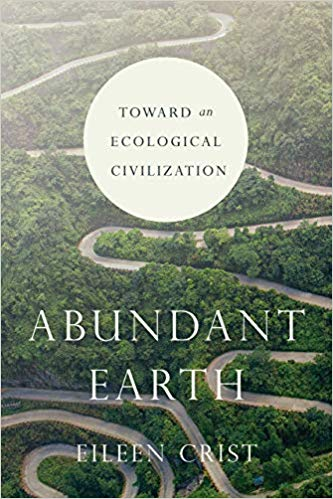 TOWARD an
ECOLOGICAL
CIVILIZATION
ABUNDANT
EARTH
EILEEN CRIST